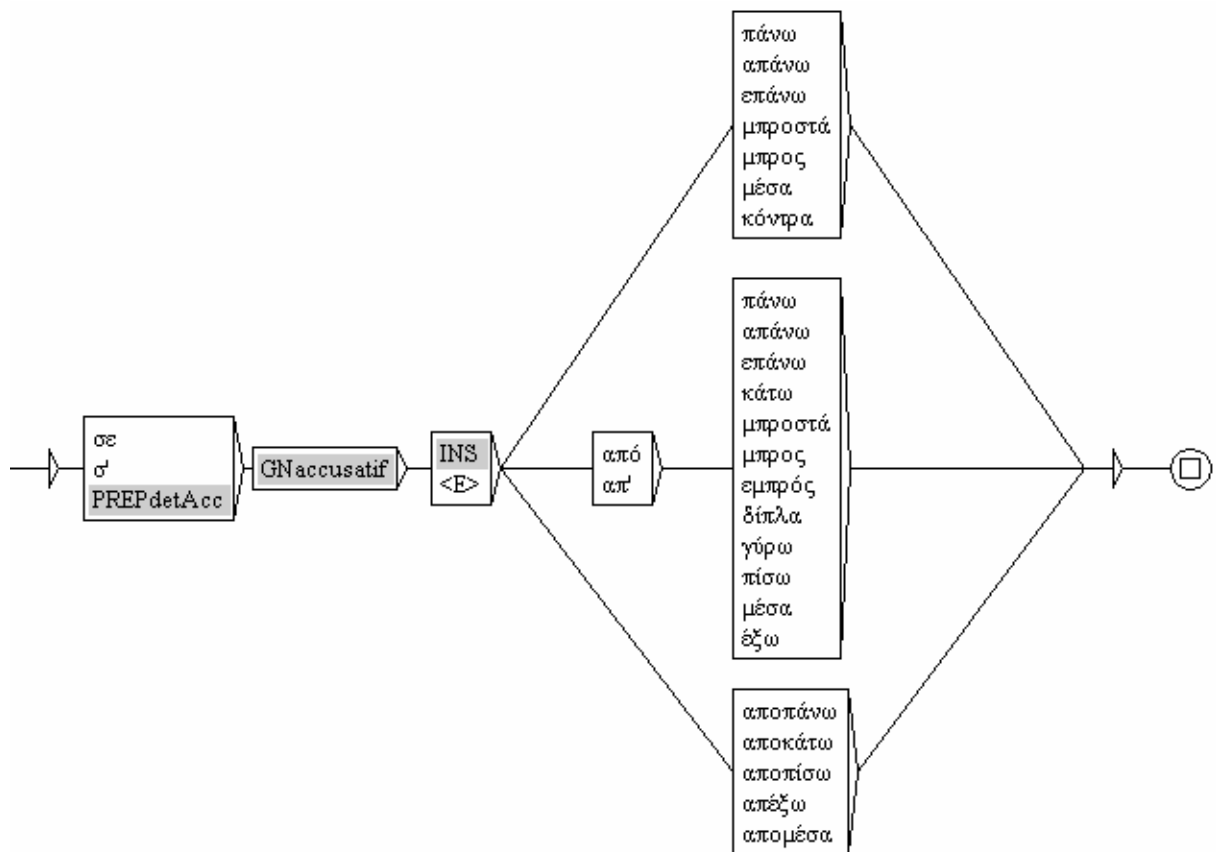 σε
σ'
PREPdetAcc
GNaccusatif
INS
<E>
πάνω
απάνω
επάνω
μπροστά
μπρος
μέσα
κόντρα
από
απ'
πάνω
απάνω
επάνω
κάτω
μπροστά
μπρος
εμπρός
δίπλα
γύρω
πίσω
μέσα
έξω
αποπάνω
αποκάτω
αποπίσω
απέξω
απομέσα